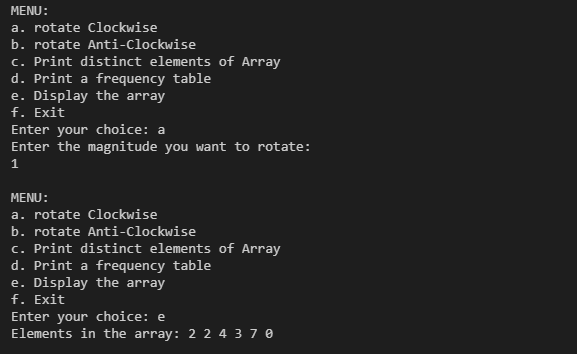 MENU:
a. rotate Clockwise
b. rotate Anti-Clockwise
c. Print distinct elements of Array
d. Print a frequency table
e. Display the array
f. Exit
Enter your choice: a
Enter the magnitude you want to rotate:
1
MENU:
a. rotate Clockwise
b. rotate Anti-Clockwise
c. Print distinct elements of Array
d. Print a frequency table
e. Display the array
f. Exit
Enter your choice: e
Elements in the array: 2 2 4 3 7 0